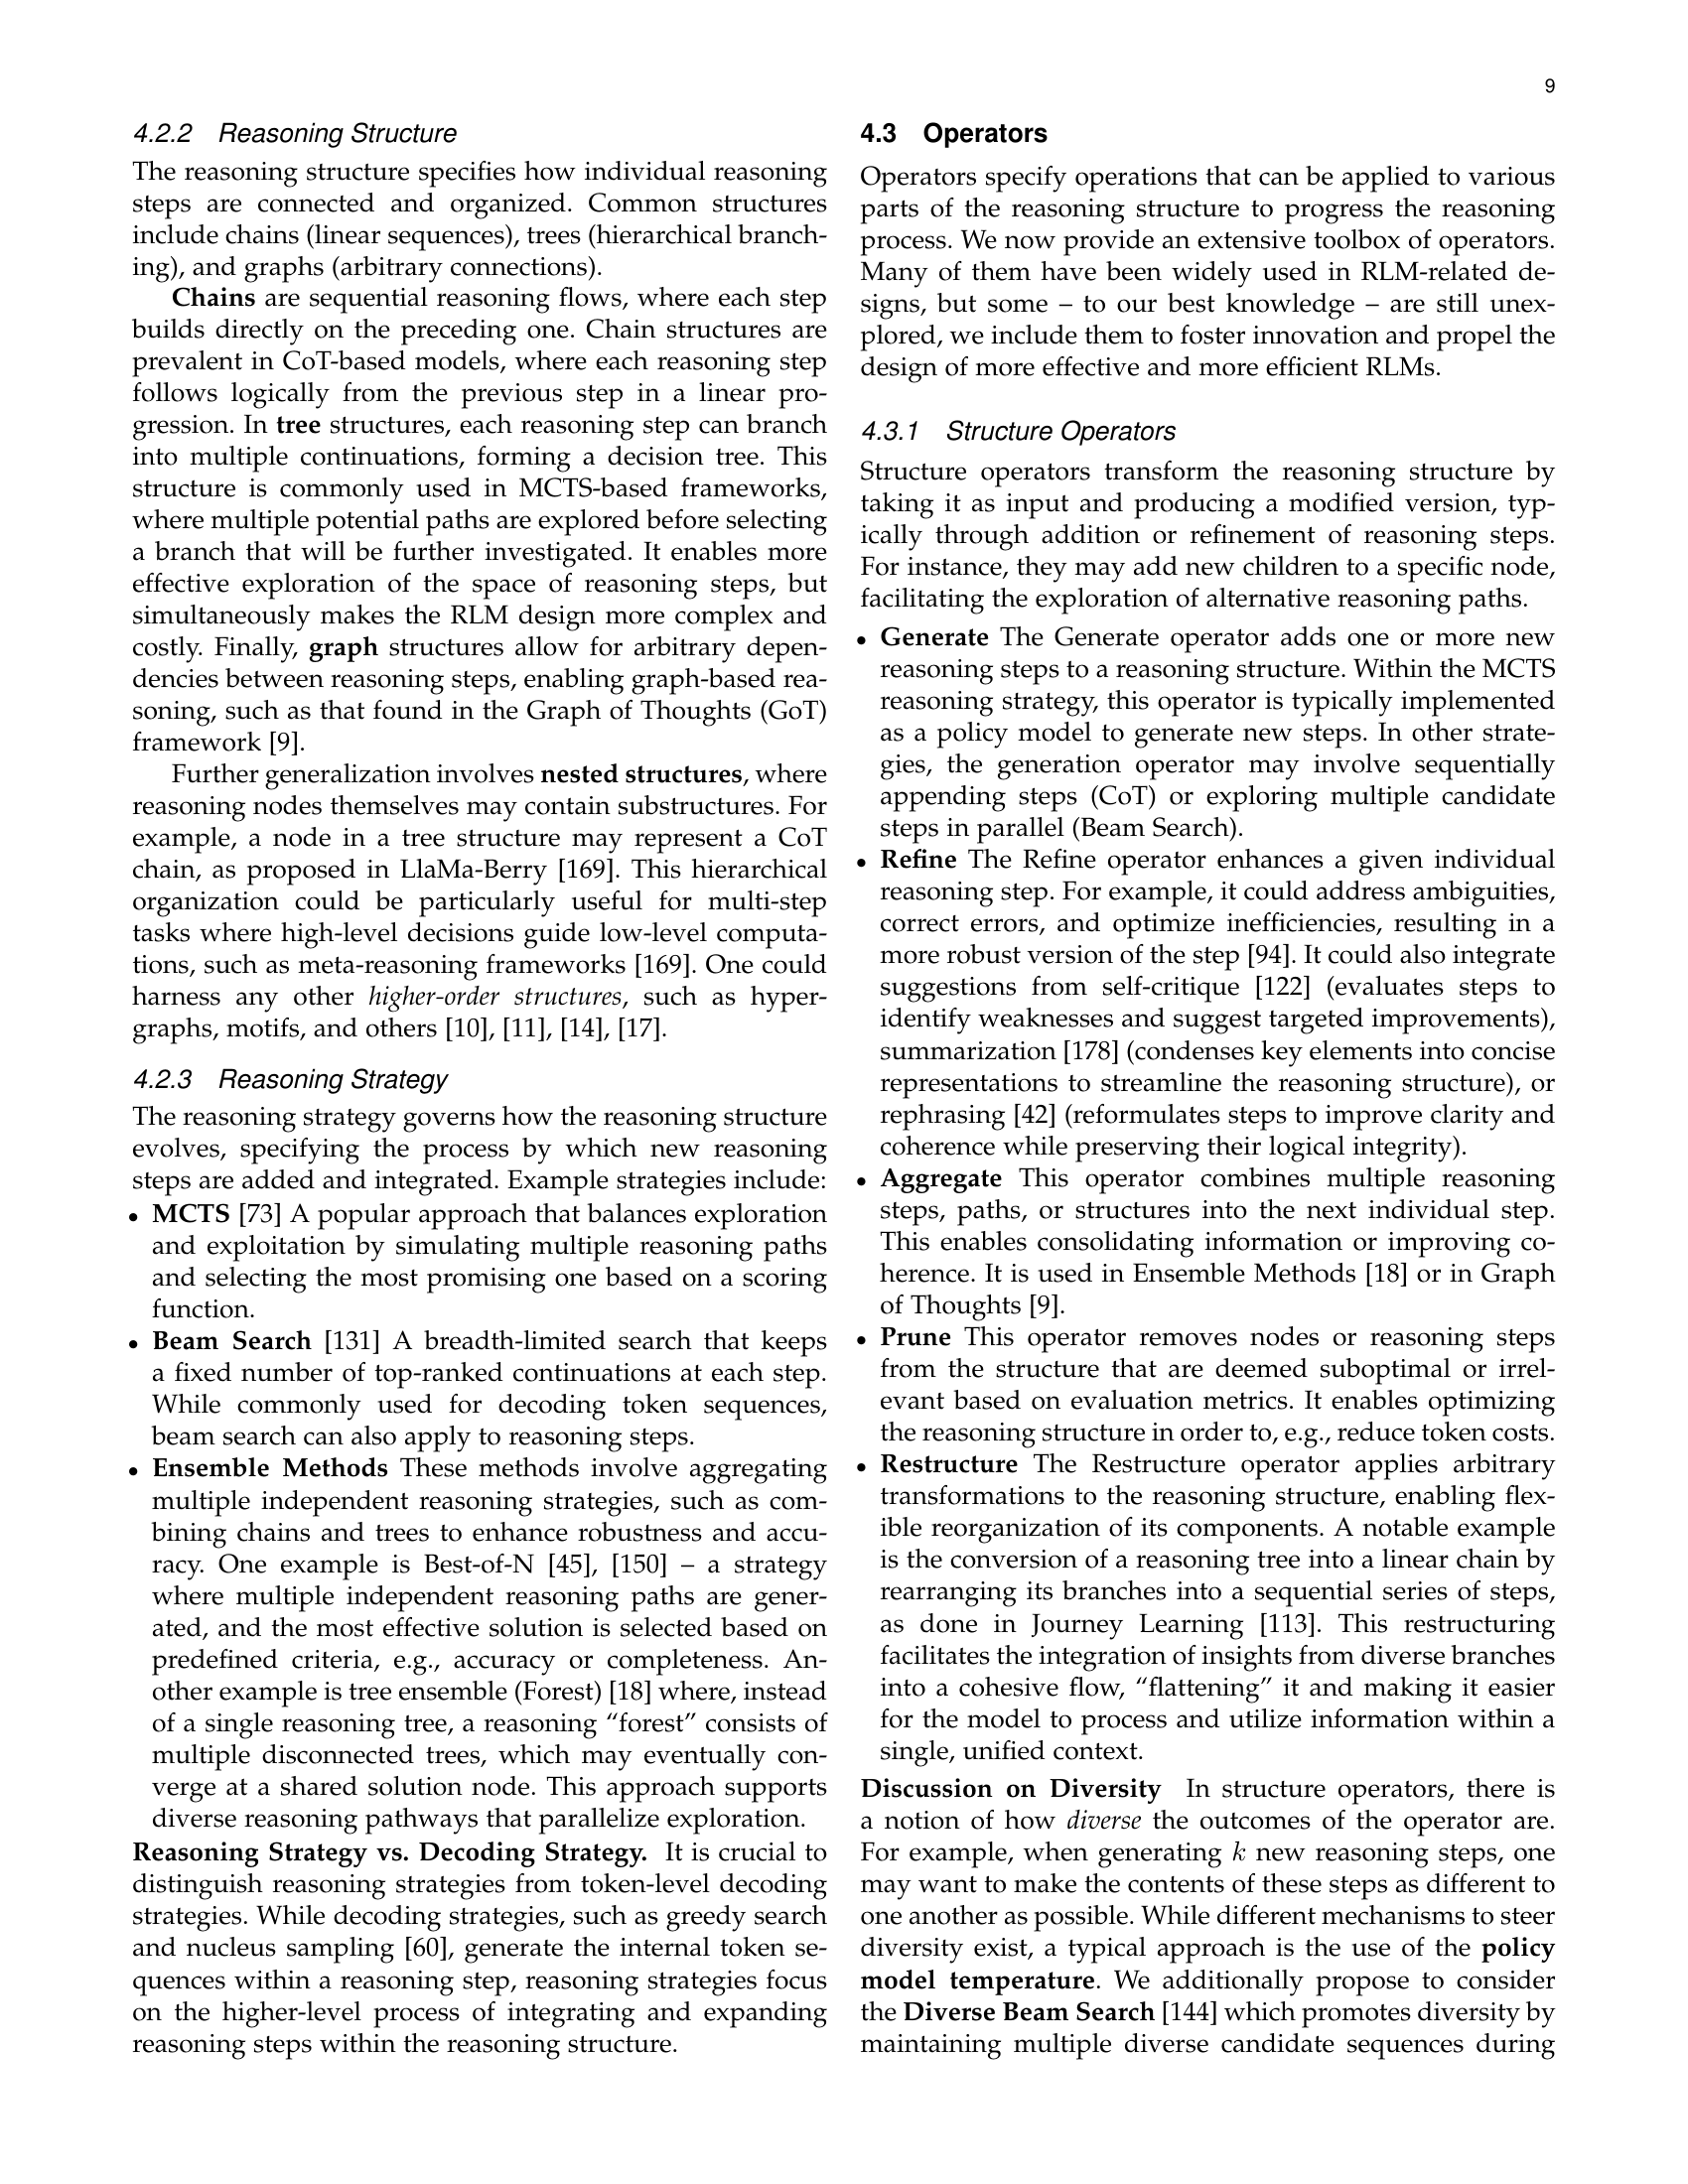 9
4.2.2 Reasoning Structure
The reasoning structure specifies how individual reasoning
steps are connected and organized. Common structures
include chains (linear sequences), trees (hierarchical branch-
ing), and graphs (arbitrary connections).
Chains are sequential reasoning flows, where each step
builds directly on the preceding one. Chain structures are
prevalent in CoT-based models, where each reasoning step
follows logically from the previous step in a linear pro-
gression. In tree structures, each reasoning step can branch
into multiple continuations, forming a decision tree. This
structure is commonly used in MCTS-based frameworks,
where multiple potential paths are explored before selecting
a branch that will be further investigated. It enables more
effective exploration of the space of reasoning steps, but
simultaneously makes the RLM design more complex and
costly. Finally, graph structures allow for arbitrary depen-
dencies between reasoning steps, enabling graph-based rea-
soning, such as that found in the Graph of Thoughts (GoT)
framework [9].
Further generalization involves nested structures, where
reasoning nodes themselves may contain substructures. For
example, a node in a tree structure may represent a CoT
chain, as proposed in LlaMa-Berry [169]. This hierarchical
organization could be particularly useful for multi-step
tasks where high-level decisions guide low-level computa-
tions, such as meta-reasoning frameworks [169]. One could
harness any other higher-order structures, such as hyper-
graphs, motifs, and others [10], [11], [14], [17].
4.2.3 Reasoning Strategy
The reasoning strategy governs how the reasoning structure
evolves, specifying the process by which new reasoning
steps are added and integrated. Example strategies include:
• MCTS [73] A popular approach that balances exploration
and exploitation by simulating multiple reasoning paths
and selecting the most promising one based on a scoring
function.
• Beam Search [131] A breadth-limited search that keeps
a fixed number of top-ranked continuations at each step.
While commonly used for decoding token sequences,
beam search can also apply to reasoning steps.
• Ensemble Methods These methods involve aggregating
multiple independent reasoning strategies, such as com-
bining chains and trees to enhance robustness and accu-
racy. One example is Best-of-N [45], [150] – a strategy
where multiple independent reasoning paths are gener-
ated, and the most effective solution is selected based on
predefined criteria, e.g., accuracy or completeness. An-
other example is tree ensemble (Forest) [18] where, instead
of a single reasoning tree, a reasoning “forest” consists of
multiple disconnected trees, which may eventually con-
verge at a shared solution node. This approach supports
diverse reasoning pathways that parallelize exploration.
Reasoning Strategy vs. Decoding Strategy. It is crucial to
distinguish reasoning strategies from token-level decoding
strategies. While decoding strategies, such as greedy search
and nucleus sampling [60], generate the internal token se-
quences within a reasoning step, reasoning strategies focus
on the higher-level process of integrating and expanding
reasoning steps within the reasoning structure.
4.3 Operators
Operators specify operations that can be applied to various
parts of the reasoning structure to progress the reasoning
process. We now provide an extensive toolbox of operators.
Many of them have been widely used in RLM-related de-
signs, but some – to our best knowledge – are still unex-
plored, we include them to foster innovation and propel the
design of more effective and more efficient RLMs.
4.3.1 Structure Operators
Structure operators transform the reasoning structure by
taking it as input and producing a modified version, typ-
ically through addition or refinement of reasoning steps.
For instance, they may add new children to a specific node,
facilitating the exploration of alternative reasoning paths.
• Generate The Generate operator adds one or more new
reasoning steps to a reasoning structure. Within the MCTS
reasoning strategy, this operator is typically implemented
as a policy model to generate new steps. In other strate-
gies, the generation operator may involve sequentially
appending steps (CoT) or exploring multiple candidate
steps in parallel (Beam Search).
• Refine The Refine operator enhances a given individual
reasoning step. For example, it could address ambiguities,
correct errors, and optimize inefficiencies, resulting in a
more robust version of the step [94]. It could also integrate
suggestions from self-critique [122] (evaluates steps to
identify weaknesses and suggest targeted improvements),
summarization [178] (condenses key elements into concise
representations to streamline the reasoning structure), or
rephrasing [42] (reformulates steps to improve clarity and
coherence while preserving their logical integrity).
• Aggregate This operator combines multiple reasoning
steps, paths, or structures into the next individual step.
This enables consolidating information or improving co-
herence. It is used in Ensemble Methods [18] or in Graph
of Thoughts [9].
• Prune This operator removes nodes or reasoning steps
from the structure that are deemed suboptimal or irrel-
evant based on evaluation metrics. It enables optimizing
the reasoning structure in order to, e.g., reduce token costs.
• Restructure The Restructure operator applies arbitrary
transformations to the reasoning structure, enabling flex-
ible reorganization of its components. A notable example
is the conversion of a reasoning tree into a linear chain by
rearranging its branches into a sequential series of steps,
as done in Journey Learning [113]. This restructuring
facilitates the integration of insights from diverse branches
into a cohesive flow, “flattening” it and making it easier
for the model to process and utilize information within a
single, unified context.
Discussion on Diversity In structure operators, there is
a notion of how diverse the outcomes of the operator are.
For example, when generating k new reasoning steps, one
may want to make the contents of these steps as different to
one another as possible. While different mechanisms to steer
diversity exist, a typical approach is the use of the policy
model temperature. We additionally propose to consider
the Diverse Beam Search [144] which promotes diversity by
maintaining multiple diverse candidate sequences during